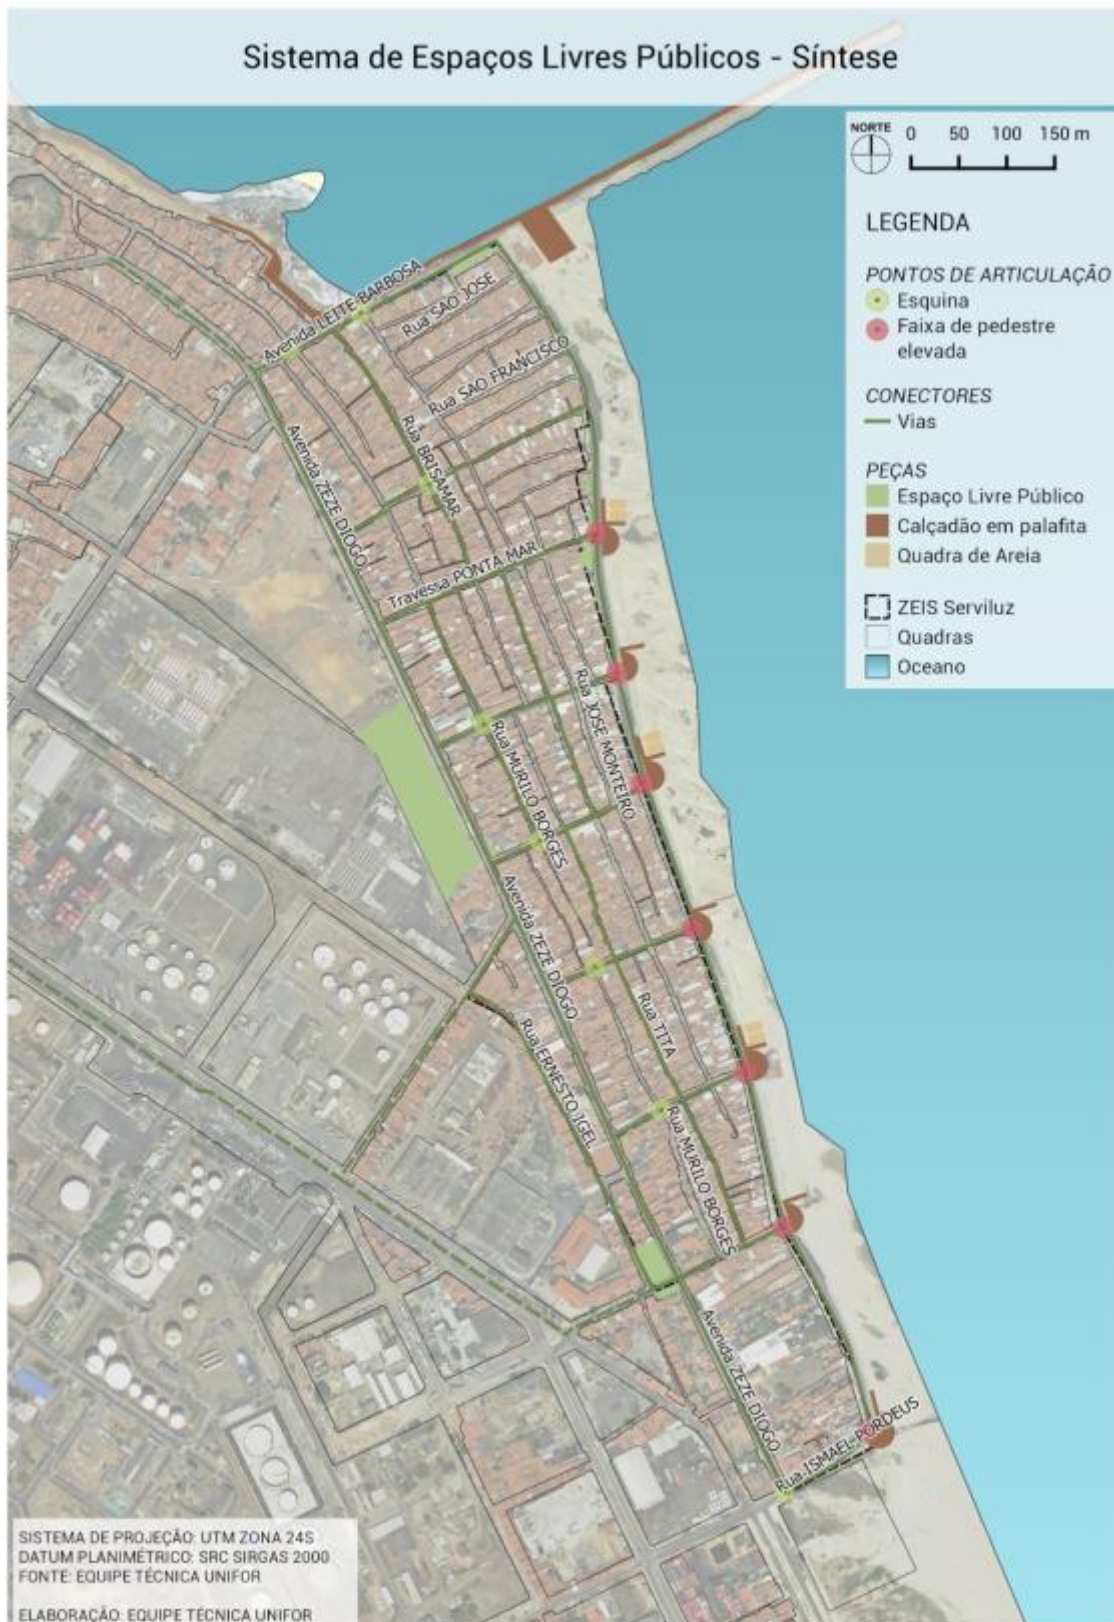 Sistema de Espaços Livres Públicos - Síntese
NORTE
0 50 100 150 m
LEGENDA
PONTOS DE ARTICULAÇÃO
Esquina
Faixa de pedestre
elevada
CONECTORES
Vias
PEÇAS
Espaço Livre Público
Calçadão em palafita
Quadra de Areia
ZEIS Serviluz
Quadras
Oceano
Avenida LEITE BARBOSA
Rua SAO JOSE
Rua SAO FRANCISCO
Rua BRISAMAR
Avenida ZEZE DIOGO
Travessa PONTA MAR
Rua JOSE MONTEIRO
Rua MURILO BORGES
Avenida ZEZE DIOGO
Rua TITA
Rua ERNESTO IGEL
Rua MURILO BORGES
Avenida ZEZE DIOGO
Rua ISMAEL PORDEUS
SISTEMA DE PROJEÇÃO: UTM ZONA 24S
DATUM PLANIMÉTRICO: SRC SIRGAS 2000
FONTE: EQUIPE TÉCNICA UNIFOR
ELABORAÇÃO: EQUIPE TÉCNICA UNIFOR